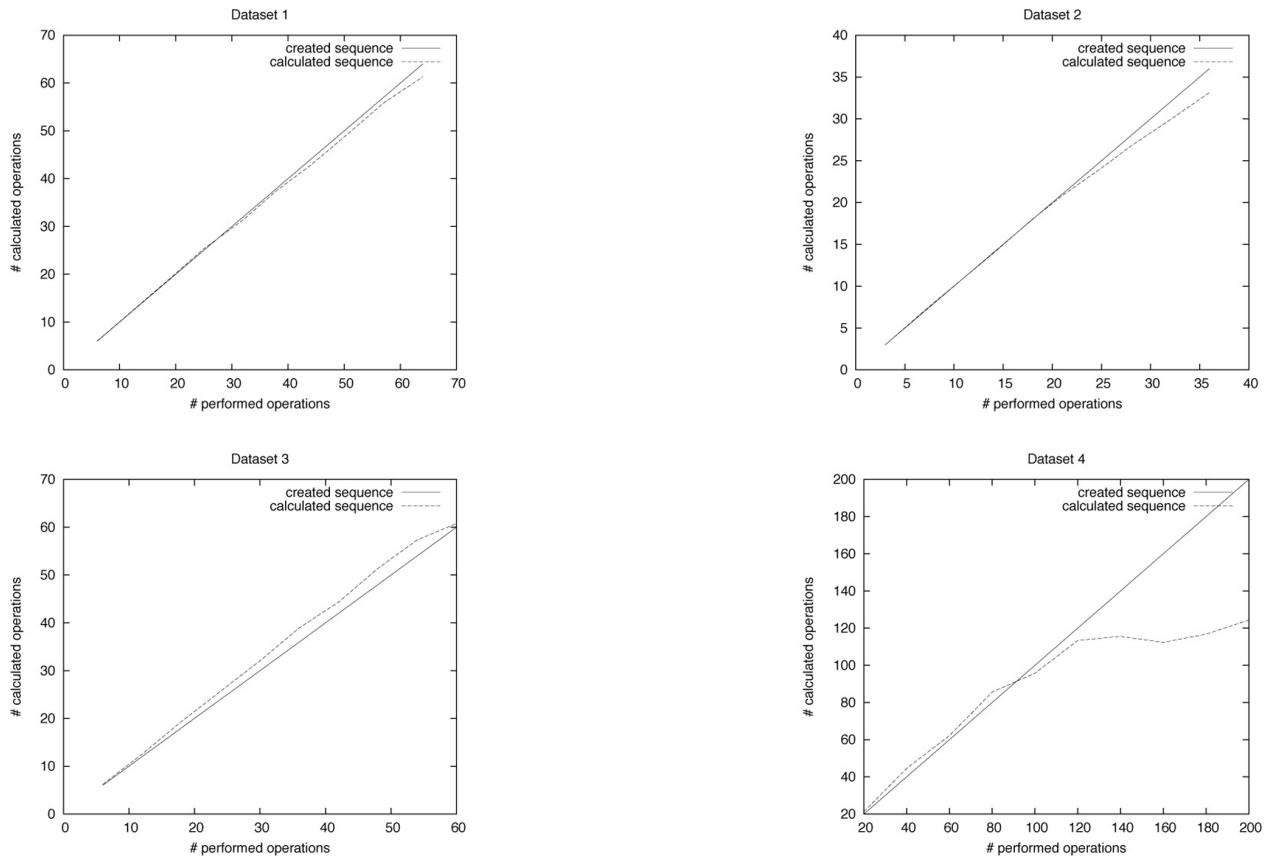 Dataset 1
70
60
50
40
30
20
10
0
# calculated operations
created sequence
calculated sequence
0 10 20 30 40 50 60 70
# performed operations
Dataset 2
40
35
30
25
20
15
10
5
0
# calculated operations
created sequence
calculated sequence
0 5 10 15 20 25 30 35 40
# performed operations
Dataset 3
70
60
50
40
30
20
10
0
# calculated operations
created sequence
calculated sequence
0 10 20 30 40 50 60
# performed operations
Dataset 4
200
180
160
140
120
100
80
60
40
20
# calculated operations
created sequence
calculated sequence
20 40 60 80 100 120 140 160 180 200
# performed operations